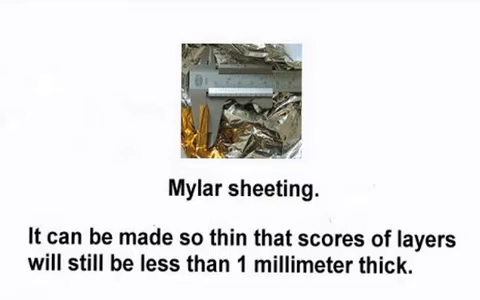 Mylar sheeting.
It can be made so thin that scores of layers
will still be less than 1 millimeter thick.